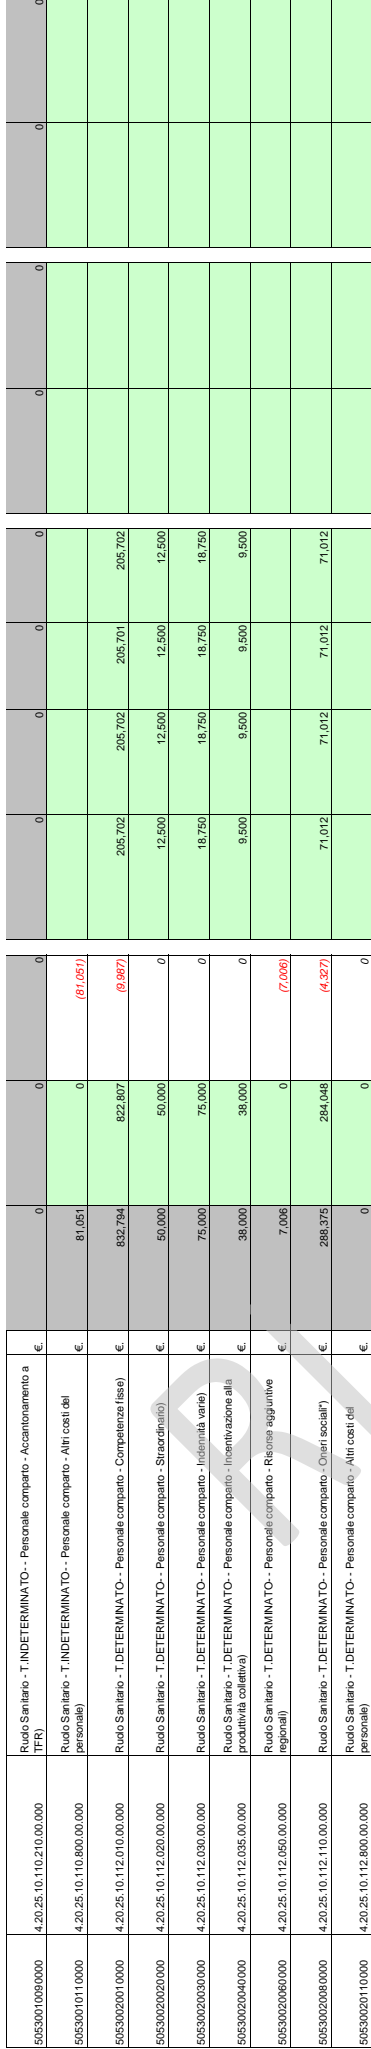 50530010090000 4.20.25.10.110.210.00.000 Ruolo Sanitario - T.INDETERMINATO- - Personale comparto - Accantonamento a
TFR) €. 0 0 0 0 0 0 0 0 0 0 0
50530010110000 4.20.25.10.110.800.00.000 Ruolo Sanitario - T.INDETERMINATO- - Personale comparto - Altri costi del
personale) €. 81,051 0 (81,051)
50530020010000 4.20.25.10.112.010.00.000 Ruolo Sanitario - T.DETERMINATO- - Personale comparto - Competenze fisse) €. 832,794 822,807 (9,987) 205,702 205,702 205,701 205,702
50530020020000 4.20.25.10.112.020.00.000 Ruolo Sanitario - T.DETERMINATO- - Personale comparto - Straordinario) €. 50,000 50,000 0 12,500 12,500 12,500 12,500
50530020030000 4.20.25.10.112.030.00.000 Ruolo Sanitario - T.DETERMINATO- - Personale comparto - Indennità varie) €. 75,000 75,000 0 18,750 18,750 18,750 18,750
50530020040000 4.20.25.10.112.035.00.000 Ruolo Sanitario - T.DETERMINATO- - Personale comparto - Incentivazione alla
produttività collettiva) €. 38,000 38,000 0 9,500 9,500 9,500 9,500
50530020060000 4.20.25.10.112.050.00.000 Ruolo Sanitario - T.DETERMINATO- - Personale comparto - Risorse aggiuntive
regionali) €. 7,006 0 (7,006)
50530020080000 4.20.25.10.112.110.00.000 Ruolo Sanitario - T.DETERMINATO- - Personale comparto - Oneri sociali*) €. 288,375 284,048 (4,327) 71,012 71,012 71,012 71,012
50530020110000 4.20.25.10.112.800.00.000 Ruolo Sanitario - T.DETERMINATO- - Personale comparto - Altri costi del
personale) €. 0 0 0